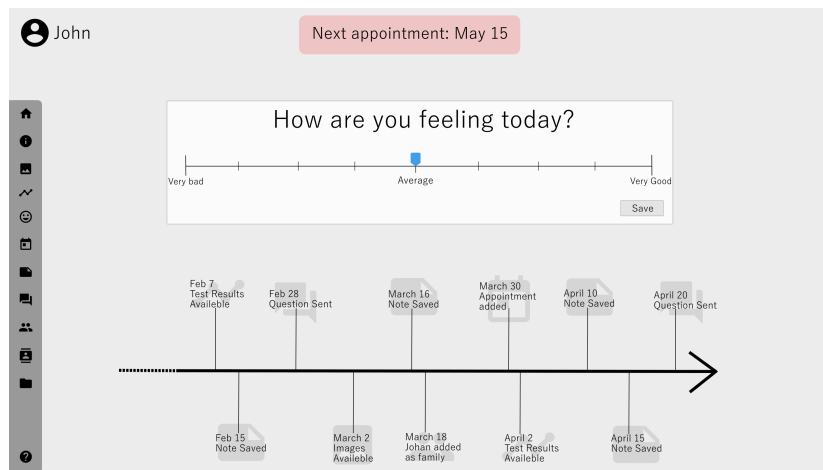 John
Next appointment: May 15
How are you feeling today?
Very bad
Average
Very Good
Save
Feb 7
Test Results
Available
Feb 28
Question Sent
March 16
Note Saved
March 30
Appointment
added
April 10
Note Saved
April 20
Question Sent
Feb 15
Note Saved
March 2
Images
Available
March 18
Johan added
as family
April 2
Test Results
Available
April 15
Note Saved